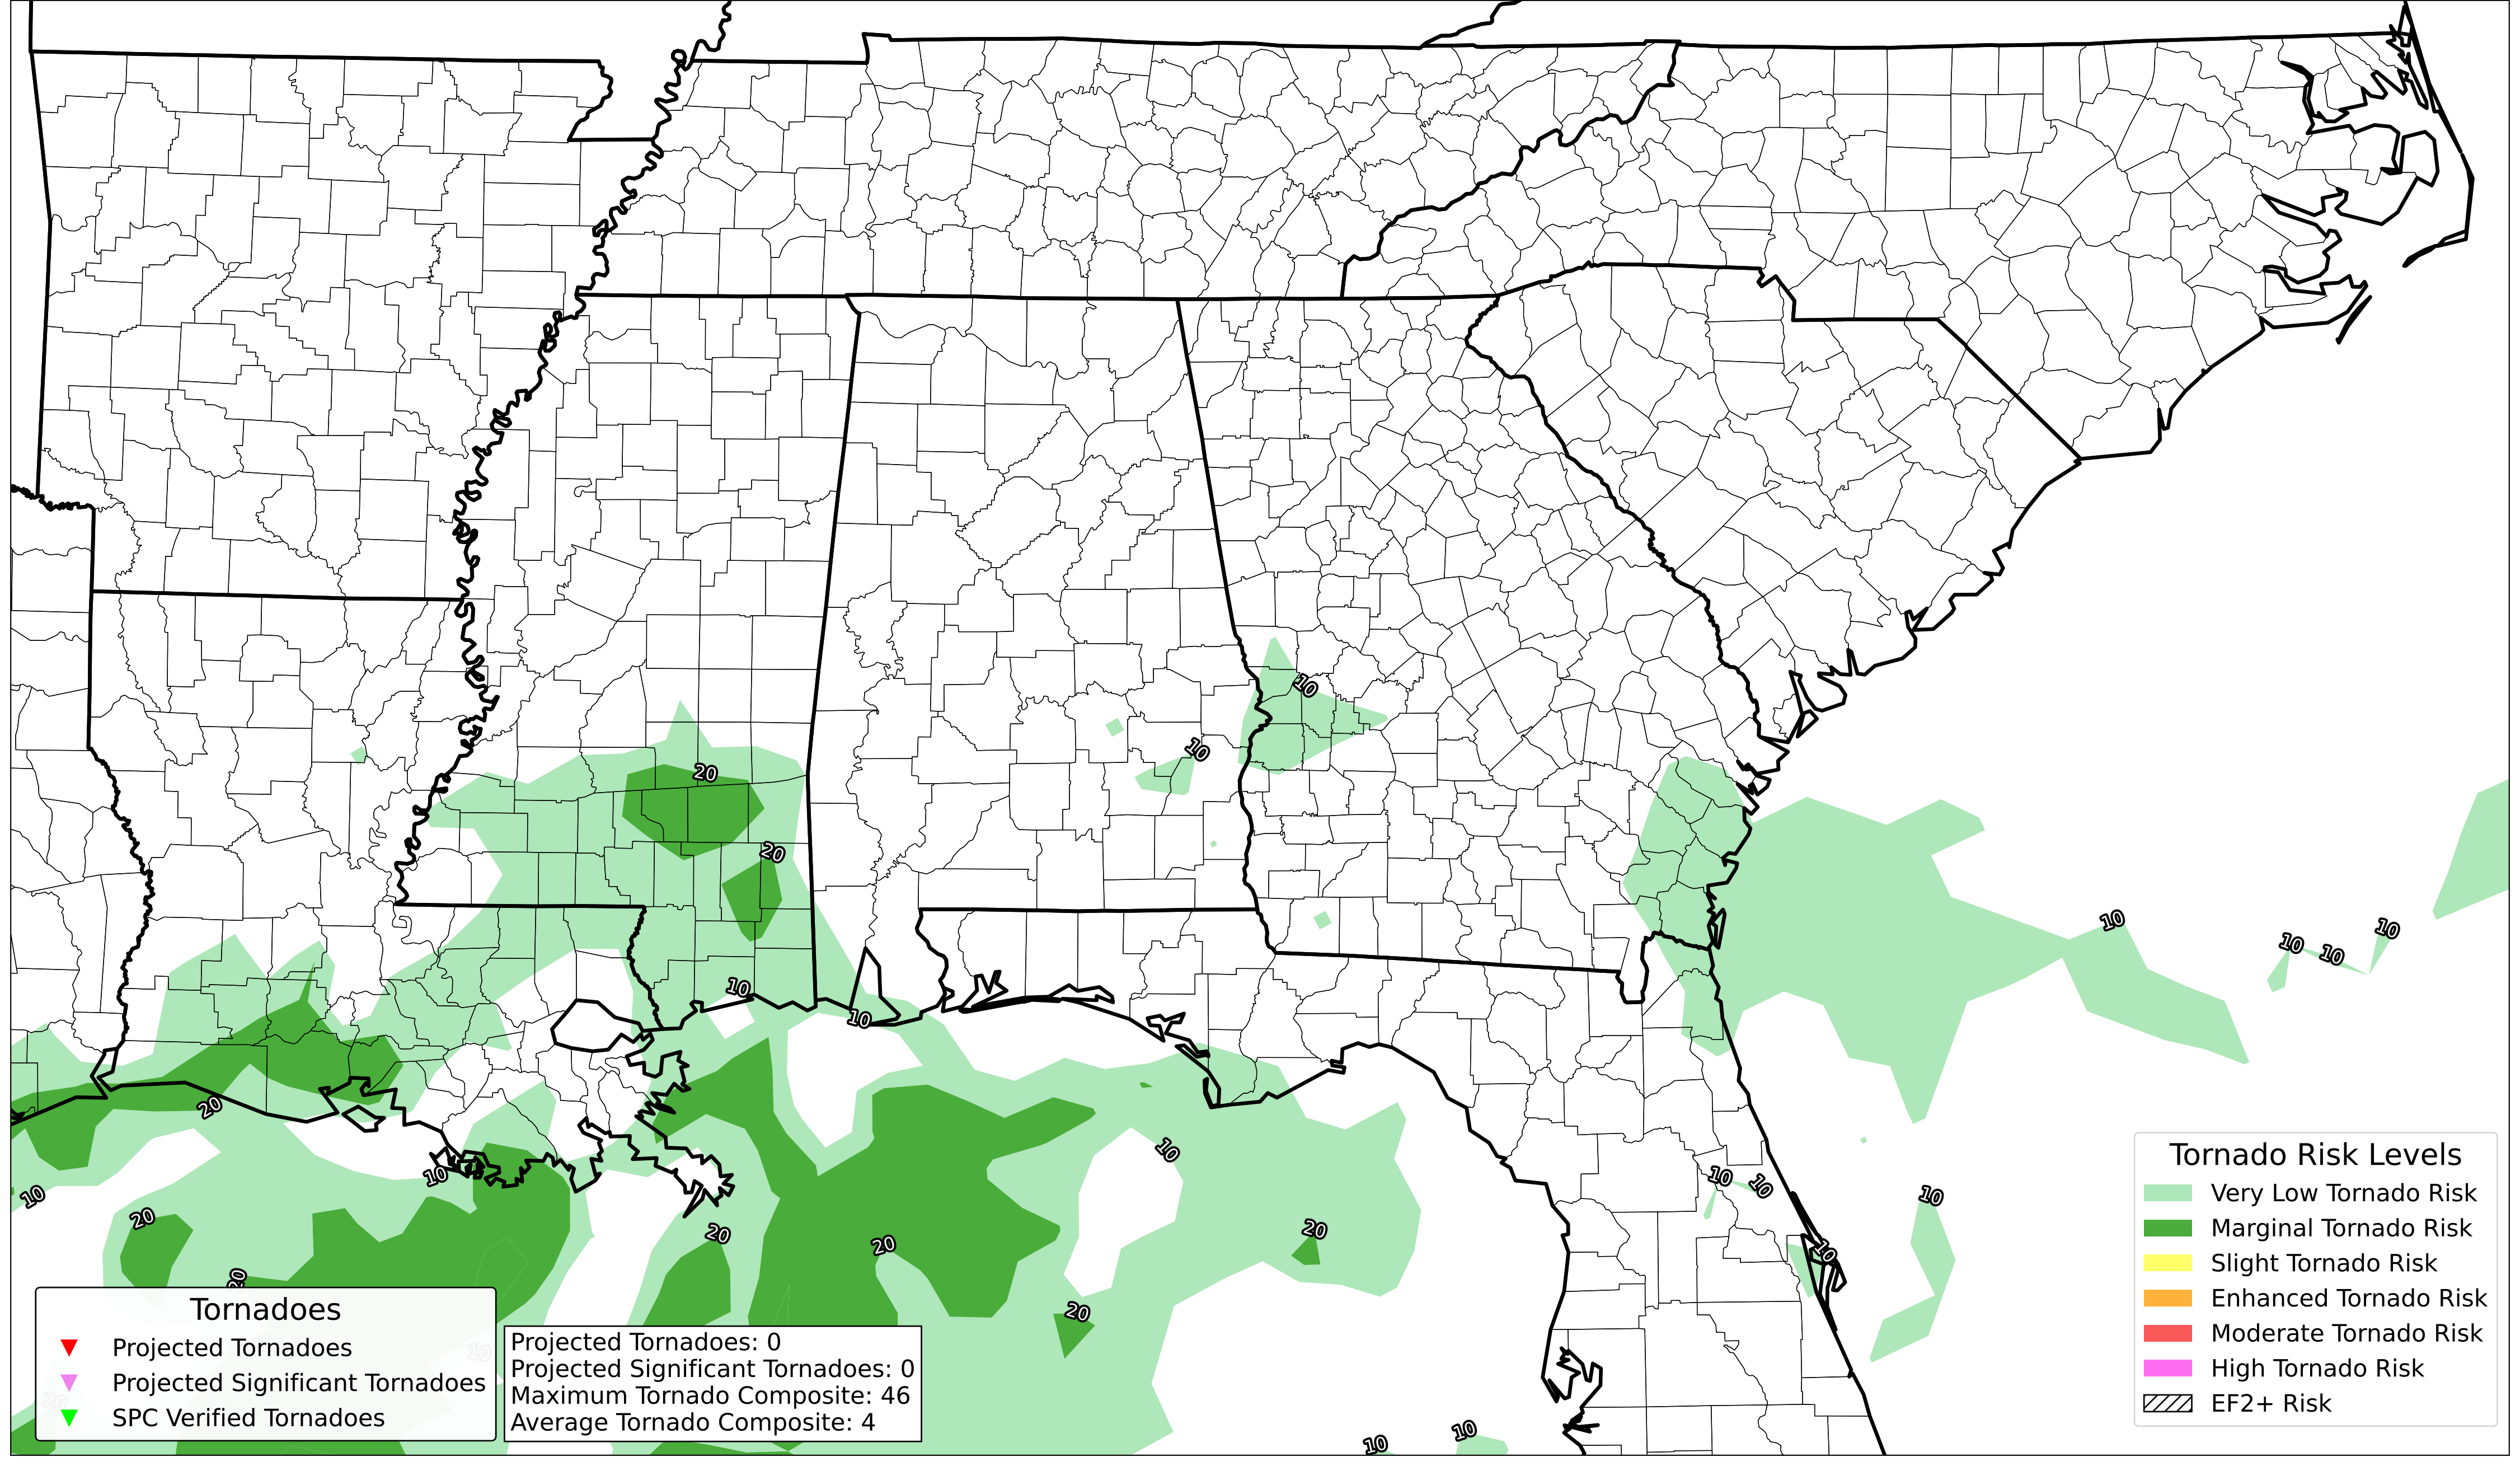 10
20
10
20
10
10
10
10
10
10
20
10
10
10
20
10
10
10
10
20
20
20
10
20
20
10
10
Tornadoes
Projected Tornadoes
Projected Significant Tornadoes
SPC Verified Tornadoes
Projected Tornadoes: 0
Projected Significant Tornadoes: 0
Maximum Tornado Composite: 46
Average Tornado Composite: 4
Tornado Risk Levels
Very Low Tornado Risk
Marginal Tornado Risk
Slight Tornado Risk
Enhanced Tornado Risk
Moderate Tornado Risk
High Tornado Risk
EF2+ Risk